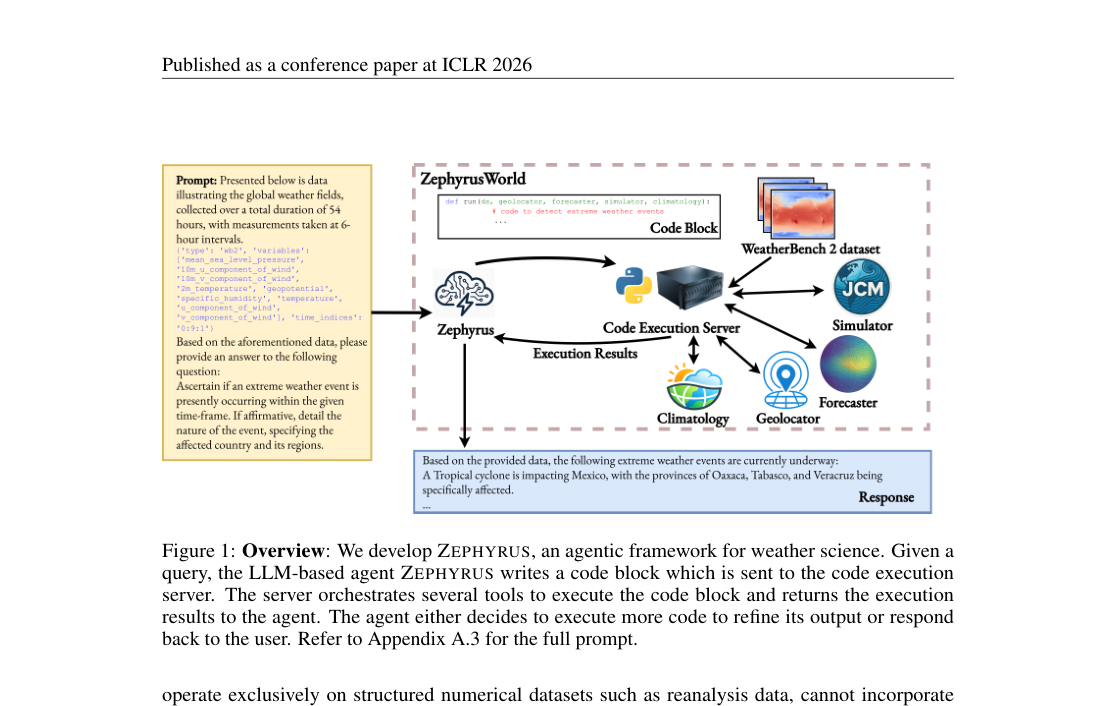 Published as a conference paper at ICLR 2026
Prompt: Presented below is data
illustrating the global weather fields,
collected over a total duration of 54
hours, with measurements taken at 6-
hour intervals.
{'type': 'wb2', 'variables':
['mean_sea_level_pressure',
'10m_u_component_of_wind',
'10m_v_component_of_wind',
'2m_temperature', 'geopotential',
'specific_humidity', 'temperature',
'u_component_of_wind',
'v_component_of_wind'], 'time_indices':
'0:9:1'}
Based on the aforementioned data, please
provide an answer to the following
question:
Ascertain if an extreme weather event is
presently occurring within the given
time-frame. If affirmative, detail the
nature of the event, specifying the
affected country and its regions.
ZephyrusWorld
def run(ds, geolocator, forecaster, simulator, climatology):
# code to detect extreme weather events
...
Code Block
WeatherBench 2 dataset
Zephyrus
Code Execution Server
JCM
Simulator
Execution Results
Forecaster
Climatology
Geolocator
Based on the provided data, the following extreme weather events are currently underway:
A Tropical cyclone is impacting Mexico, with the provinces of Oaxaca, Tabasco, and Veracruz being
specifically affected.
...
Response
Figure 1: Overview: We develop ZEPHYRUS, an agentic framework for weather science. Given a
query, the LLM-based agent ZEPHYRUS writes a code block which is sent to the code execution
server. The server orchestrates several tools to execute the code block and returns the execution
results to the agent. The agent either decides to execute more code to refine its output or respond
back to the user. Refer to Appendix A.3 for the full prompt.
operate exclusively on structured numerical datasets such as reanalysis data, cannot incorporate